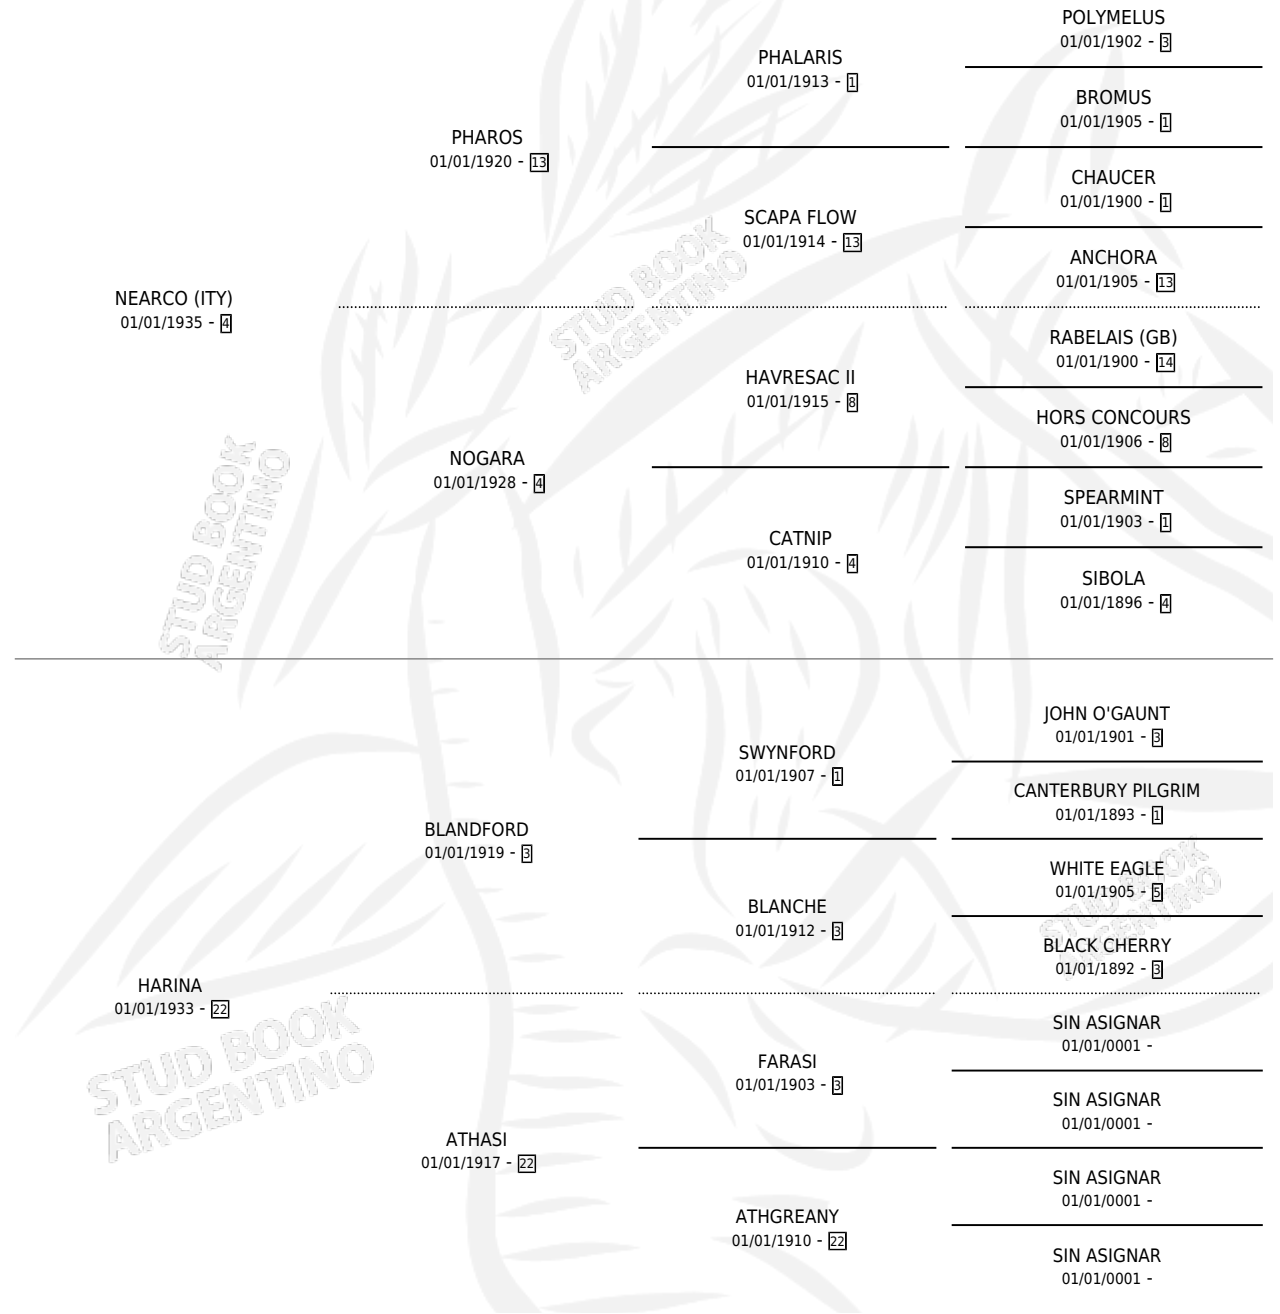 POLYMELUS
01/01/1902 - 3
PHALARIS
01/01/1913 - 1
BROMUS
01/01/1905 - 1
PHAROS
01/01/1920 - 13
CHAUCER
01/01/1900 - 1
SCAPA FLOW
01/01/1914 - 13
ANCHORA
01/01/1905 - 13
NEARCO (ITY)
01/01/1935 - 4
RABELAIS (GB)
01/01/1900 - 14
HAVRESAC II
01/01/1915 - 8
HORS CONCOURS
01/01/1906 - 8
NOGARA
01/01/1928 - 4
SPEARMINT
01/01/1903 - 1
CATNIP
01/01/1910 - 4
SIBOLA
01/01/1896 - 4
STUD BOOK
ARGENTINO
STUD BOOK
ARGENTINO
JOHN O'GAUNT
01/01/1901 - 3
SWYNFORD
01/01/1907 - 1
CANTERBURY PILGRIM
01/01/1893 - 1
BLANDFORD
01/01/1919 - 3
WHITE EAGLE
01/01/1905 - 5
BLANCHE
01/01/1912 - 3
BLACK CHERRY
01/01/1892 - 3
HARINA
01/01/1933 - 22
SIN ASIGNAR
01/01/0001 -
FARASI
01/01/1903 - 3
SIN ASIGNAR
01/01/0001 -
ATHASI
01/01/1917 - 22
SIN ASIGNAR
01/01/0001 -
ATHGREANY
01/01/1910 - 22
SIN ASIGNAR
01/01/0001 -
STUD BOOK
ARGENTINO
STUD BOOK
ARGENTINO